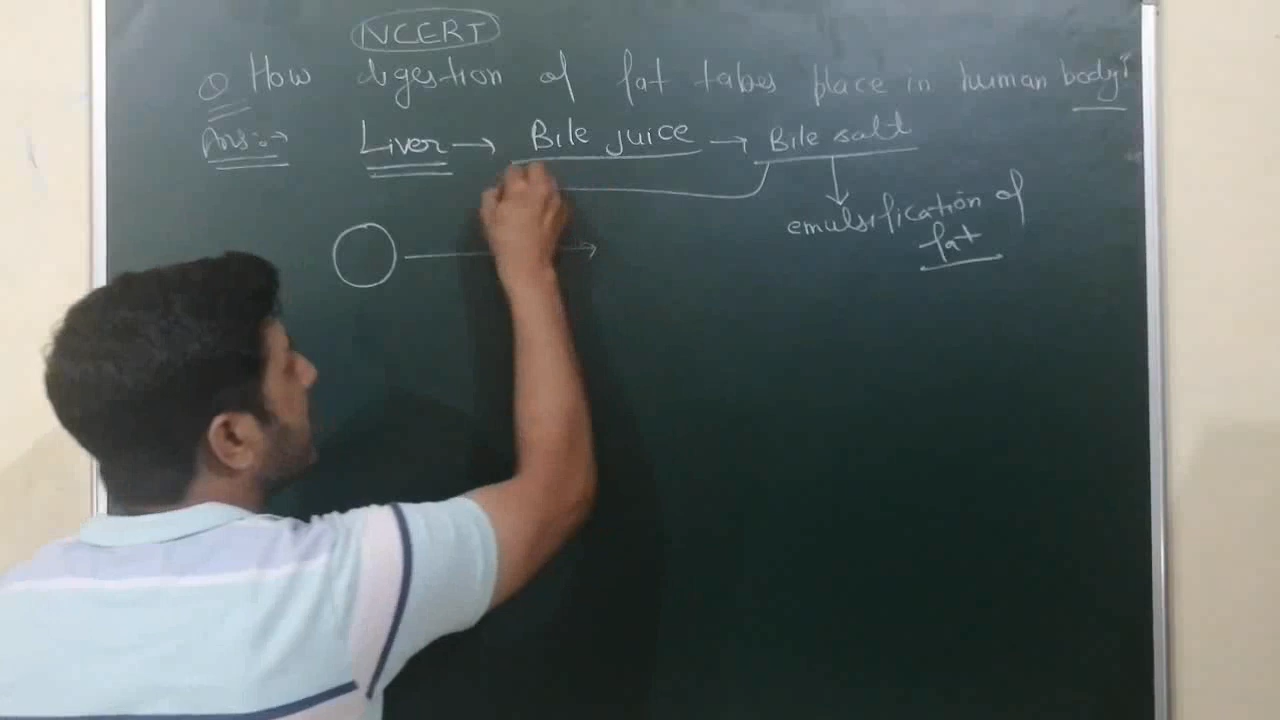 NCERT
Q How digestion of fat takes place in human body?
Ans:→ Liver → Bile juice → Bile salt
emulsification of
fat